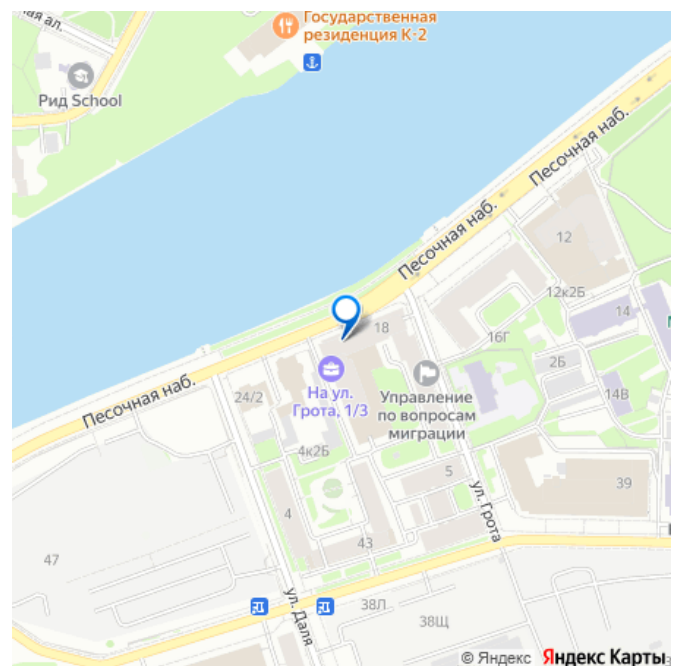 ная ал.
Государственная
резиденция К-2
Рид School
Песочная наб.
Песочная наб.
12
12к2Б
14
18
16Г
2Б
14В
На ул.
Грота, 1/3
Управление
по вопросам
миграции
24/2
Песочная наб.
4к2Б
5
39
ул. Грота
4
43
47
ул. Даля
38Л
38Щ
© Яндекс Яндекс Карты